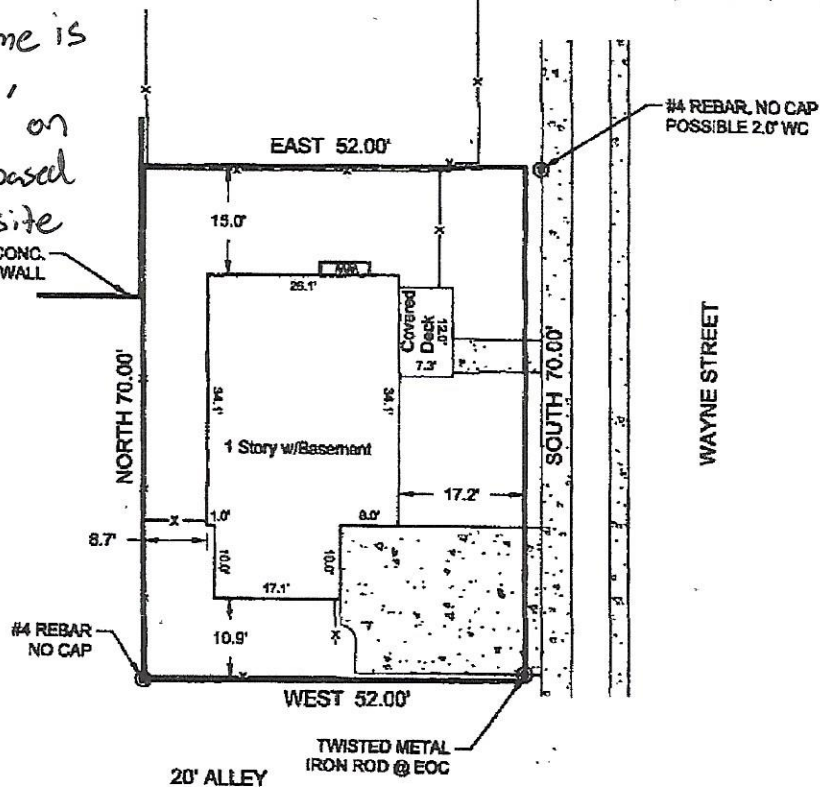 me is
on
based
site
CONC.
WALL
#4 REBAR, NO CAP
POSSIBLE 2.0' WC
EAST 52.00'
15.0'
26.1'
Covered
Deck
12.0'
7.3'
NORTH 70.00'
34.1'
34.1'
SOUTH 70.00'
WAYNE STREET
1 Story w/Basement
17.2'
1.0'
8.0'
8.7'
10.0'
10.0'
17.1'
10.9'
#4 REBAR
NO CAP
WEST 52.00'
TWISTED METAL
IRON ROD @ EOC
20' ALLEY